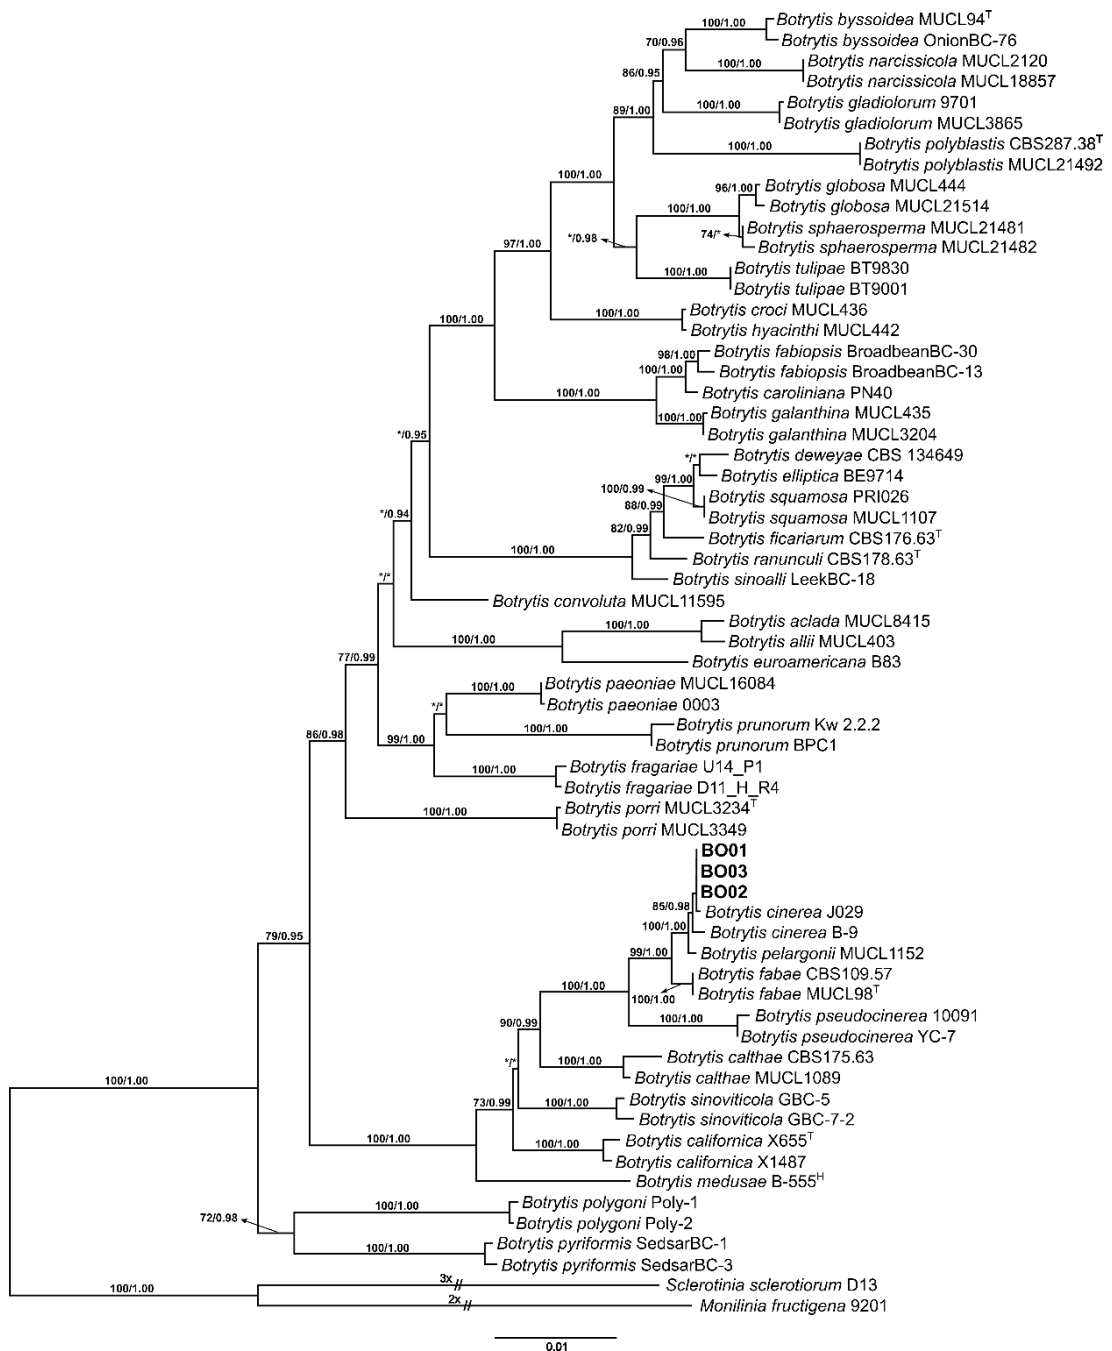 100/1.00
Botrytis byssoidea MUCL94T
Botrytis byssoidea OnionBC-76
70/0.96
100/1.00
Botrytis narcissicola MUCL2120
Botrytis narcissicola MUCL18857
86/0.95
100/1.00
Botrytis gladiolorum 9701
Botrytis gladiolorum MUCL3865
89/1.00
100/1.00
Botrytis polyblastis CBS287.38T
Botrytis polyblastis MUCL21492
100/1.00
96/1.00
Botrytis globosa MUCL444
Botrytis globosa MUCL21514
100/1.00
74/*
Botrytis sphaerosperma MUCL21481
Botrytis sphaerosperma MUCL21482
*/0.98
97/1.00
100/1.00
Botrytis tulipae BT9830
Botrytis tulipae BT9001
Botrytis croci MUCL436
Botrytis hyacinthi MUCL442
100/1.00
98/1.00
Botrytis fabiopsis BroadbeanBC-30
Botrytis fabiopsis BroadbeanBC-13
100/1.00
Botrytis caroliniana PN40
100/1.00
100/1.00
Botrytis galanthina MUCL435
Botrytis galanthina MUCL3204
*/0.95
*/*
Botrytis deweyae CBS 134649
Botrytis elliptica BE9714
99/1.00
100/0.99
Botrytis squamosa PRI026
Botrytis squamosa MUCL1107
88/0.99
*/0.94
82/0.99
Botrytis ficariarum CBS176.63T
100/1.00
Botrytis ranunculi CBS178.63T
Botrytis sinoalli LeekBC-18
*/*
Botrytis convoluta MUCL11595
100/1.00
100/1.00
Botrytis aclada MUCL8415
Botrytis allii MUCL403
Botrytis euroamericana B83
77/0.99
100/1.00
Botrytis paeoniae MUCL16084
Botrytis paeoniae 0003
*/*
100/1.00
Botrytis prunorum Kw 2.2.2
Botrytis prunorum BPC1
86/0.98
99/1.00
100/1.00
Botrytis fragariae U14_P1
Botrytis fragariae D11_H_R4
100/1.00
Botrytis porri MUCL3234T
Botrytis porri MUCL3349
BO01
BO03
BO02
85/0.98
Botrytis cinerea J029
100/1.00
Botrytis cinerea B-9
79/0.95
99/1.00
Botrytis pelargonii MUCL1152
Botrytis fabae CBS109.57
100/1.00
Botrytis fabae MUCL98T
100/1.00
100/1.00
Botrytis pseudocinerea 10091
Botrytis pseudocinerea YC-7
90/0.99
*/*
100/1.00
Botrytis calthae CBS175.63
Botrytis calthae MUCL1089
100/1.00
73/0.99
100/1.00
Botrytis sinoviticola GBC-5
Botrytis sinoviticola GBC-7-2
100/1.00
100/1.00
Botrytis californica X655T
Botrytis californica X1487
Botrytis medusae B-555H
72/0.98
100/1.00
Botrytis polygoni Poly-1
Botrytis polygoni Poly-2
100/1.00
Botrytis pyriformis SedsarBC-1
Botrytis pyriformis SedsarBC-3
100/1.00
3x
Sclerotinia sclerotiorum D13
2x
Monilinia fructigena 9201
0.01